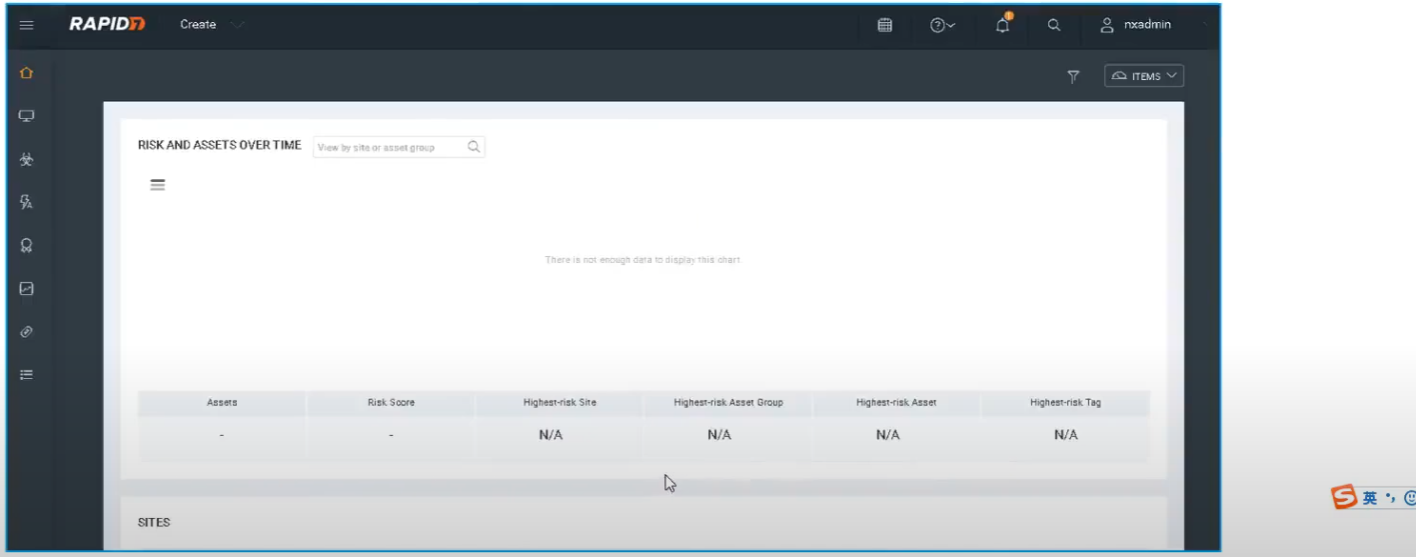 RAPID7 Create nxadmin
ITEMS
RISK AND ASSETS OVER TIME View by site or asset group
There is not enough data to display this chart.
Assets Risk Score Highest-risk Site Highest-risk Asset Group Highest-risk Asset Highest-risk Tag
- - N/A N/A N/A N/A
SITES
英